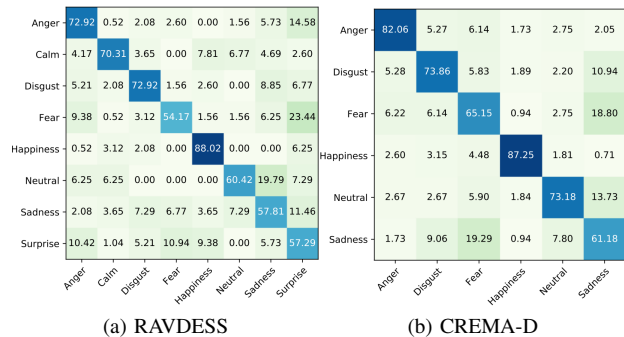 Anger 72.92 0.52 2.08 2.60 0.00 1.56 5.73 14.58
Calm 4.17 70.31 3.65 0.00 7.81 6.77 4.69 2.60
Disgust 5.21 2.08 72.92 1.56 2.60 0.00 8.85 6.77
Fear 9.38 0.52 3.12 54.17 1.56 1.56 6.25 23.44
Happiness 0.52 3.12 2.08 0.00 88.02 0.00 0.00 6.25
Neutral 6.25 6.25 0.00 0.00 0.00 60.42 19.79 7.29
Sadness 2.08 3.65 7.29 6.77 3.65 7.29 57.81 11.46
Surprise 10.42 1.04 5.21 10.94 9.38 0.00 5.73 57.29
Anger Calm Disgust Fear Happiness Neutral Sadness Surprise
(a) RAVDESS
Anger 82.06 5.27 6.14 1.73 2.75 2.05
Disgust 5.28 73.86 5.83 1.89 2.20 10.94
Fear 6.22 6.14 65.15 0.94 2.75 18.80
Happiness 2.60 3.15 4.48 87.25 1.81 0.71
Neutral 2.67 2.67 5.90 1.84 73.18 13.73
Sadness 1.73 9.06 19.29 0.94 7.80 61.18
Anger Disgust Fear Happiness Neutral Sadness
(b) CREMA-D